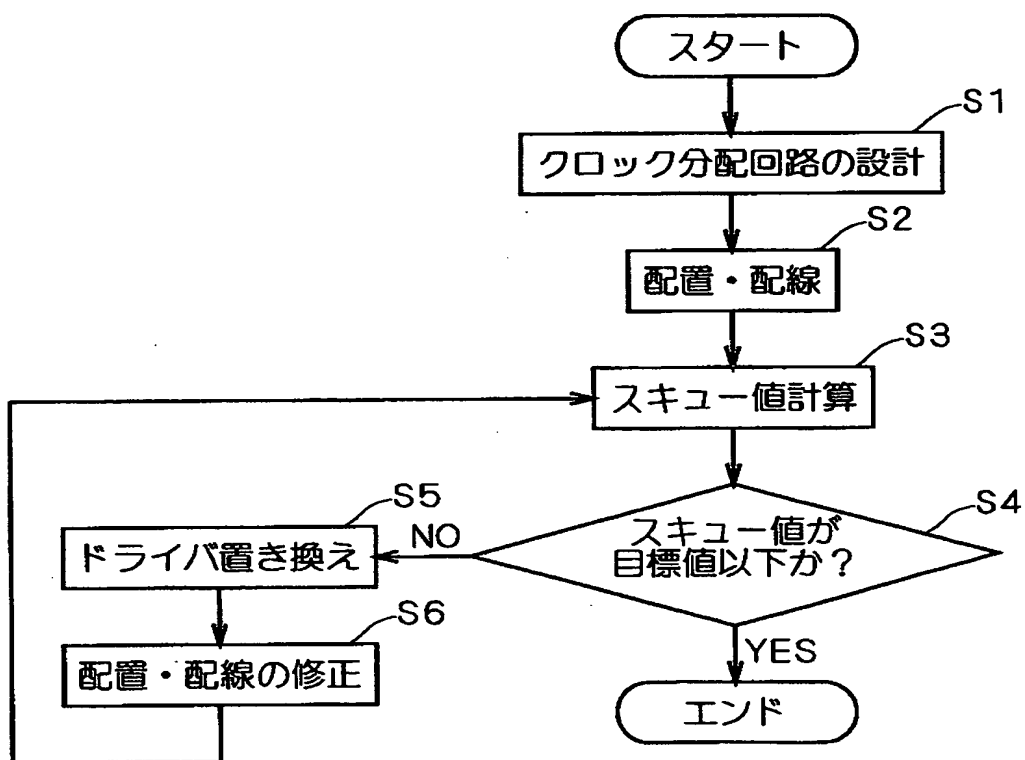 スタート
S1
クロック分配回路の設計
S2
配置・配線
S3
スキュー値計算
S4
スキュー値が
目標値以下か?
NO
S5
ドライバ置き換え
S6
配置・配線の修正
YES
エンド